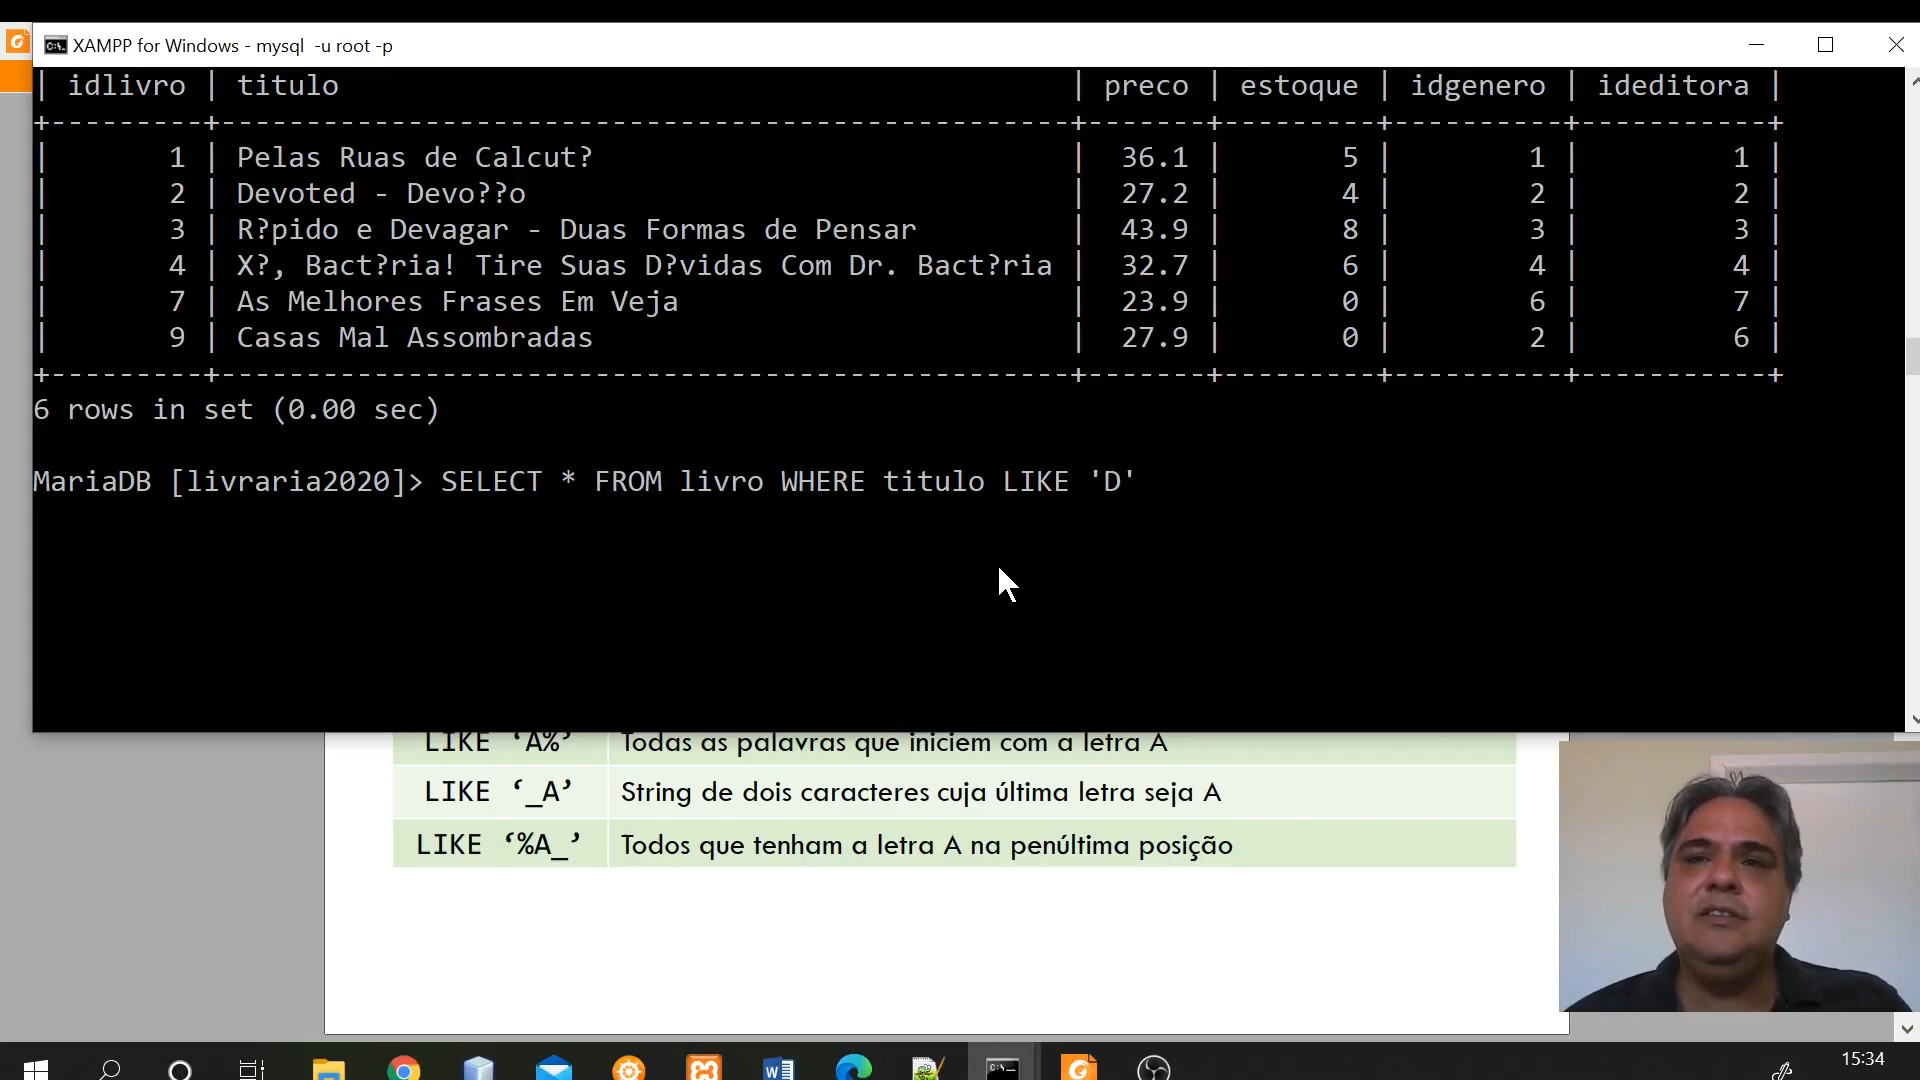 XAMPP for Windows - mysql  -u root -p
| idlivro | titulo                                           | preco | estoque | idgenero | ideditora |
+---------+--------------------------------------------------+-------+---------+----------+-----------+
|       1 | Pelas Ruas de Calcut?                            |  36.1 |       5 |        1 |         1 |
|       2 | Devoted - Devo??o                                |  27.2 |       4 |        2 |         2 |
|       3 | R?pido e Devagar - Duas Formas de Pensar         |  43.9 |       8 |        3 |         3 |
|       4 | X?, Bact?ria! Tire Suas D?vidas Com Dr. Bact?ria |  32.7 |       6 |        4 |         4 |
|       7 | As Melhores Frases Em Veja                       |  23.9 |       0 |        6 |         7 |
|       9 | Casas Mal Assombradas                            |  27.9 |       0 |        2 |         6 |
+---------+--------------------------------------------------+-------+---------+----------+-----------+
6 rows in set (0.00 sec)
MariaDB [livraria2020]> SELECT * FROM livro WHERE titulo LIKE 'D'
LIKE ‘A%’ Todas as palavras que iniciem com a letra A
LIKE ‘_A’ String de dois caracteres cuja última letra seja A
LIKE ‘%A_’ Todos que tenham a letra A na penúltima posição
15:34